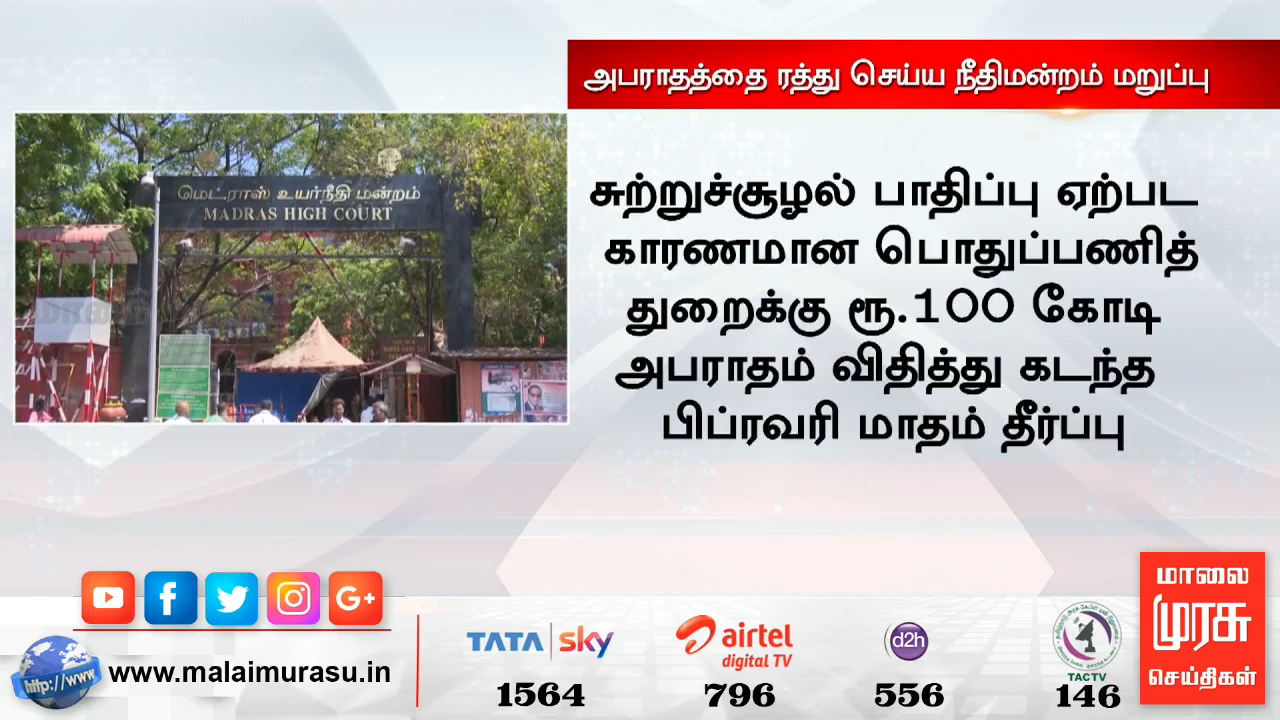 அபராதத்தை ரத்து செய்ய நீதிமன்றம் மறுப்பு
மெட்ராஸ் உயர்நீதி மன்றம்
MADRAS HIGH COURT
சுற்றுச்சூழல் பாதிப்பு ஏற்பட
காரணமான பொதுப்பணித்
துறைக்கு ரூ.100 கோடி
அபராதம் விதித்து கடந்த
பிப்ரவரி மாதம் தீர்ப்பு
http://www
www.malaimurasu.in
TATA sky
1564
airtel
digital TV
796
d2h
556
TACTV
146
மாலை
முரசு
செய்திகள்